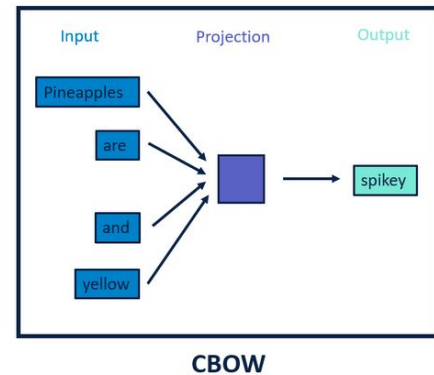 Input Projection Output
Pineapples
are
spikey
and
yellow
CBOW